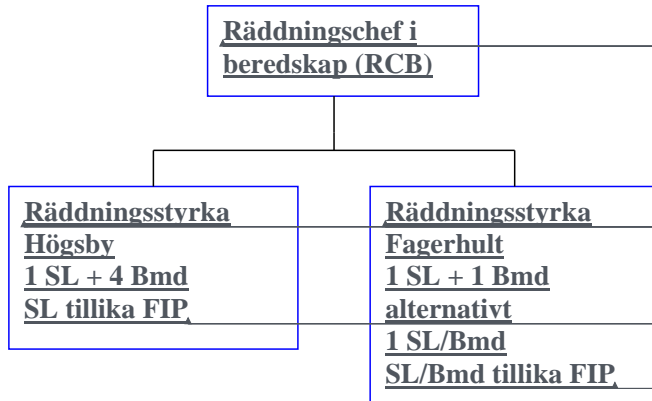 Räddningschef i
beredskap (RCB)
Räddningsstyrka
Högsby
1 SL + 4 Bmd
SL tillika FIP
Räddningsstyrka
Fagerhult
1 SL + 1 Bmd
alternativt
1 SL/Bmd
SL/Bmd tillika FIP